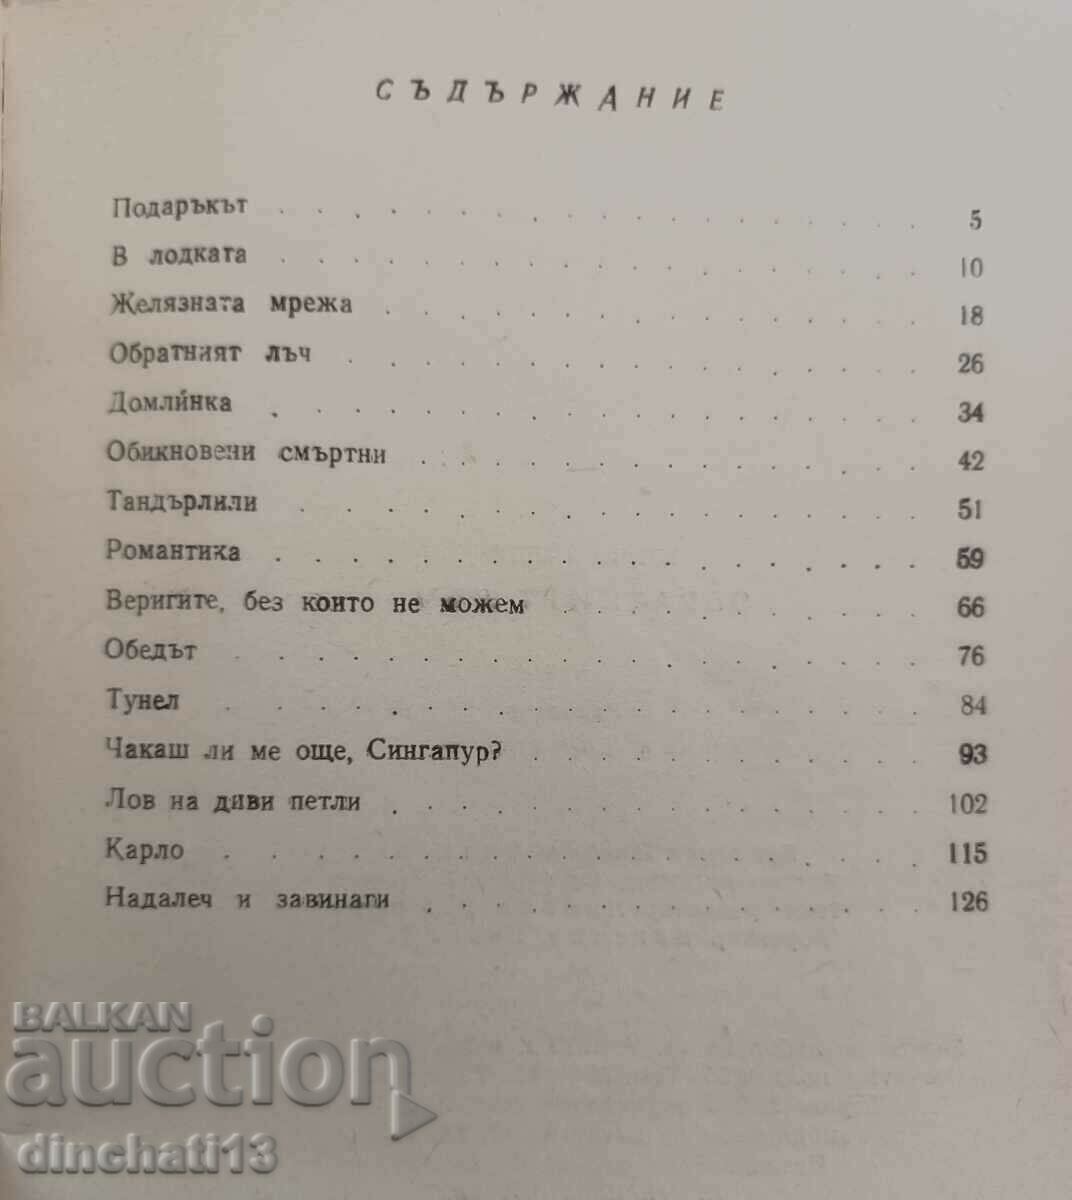 СЪДЪРЖАНИЕ
Подаръкът . . . . . . . . . . . . . . . . . . 5
В лодката . . . . . . . . . . . . . . . . . . 10
Желязната мрежа . . . . . . . . . . . . . . . 18
Обратният лъч . . . . . . . . . . . . . . . . 26
Домлѝнка . . . . . . . . . . . . . . . . . . 34
Обикновени смъртни . . . . . . . . . . . . . 42
Тандърлили . . . . . . . . . . . . . . . . . 51
Романтика . . . . . . . . . . . . . . . . . . 59
Веригите, без които не можем . . . . . . . . . 66
Обедът . . . . . . . . . . . . . . . . . . . 76
Тунел . . . . . . . . . . . . . . . . . . . . 84
Чакаш ли ме още, Сингапур? . . . . . . . . . . 93
Лов на диви петли . . . . . . . . . . . . . . 102
Карло . . . . . . . . . . . . . . . . . . . . 115
Надалеч и завинаги . . . . . . . . . . . . . 126
BALKAN
auction
dinchati13